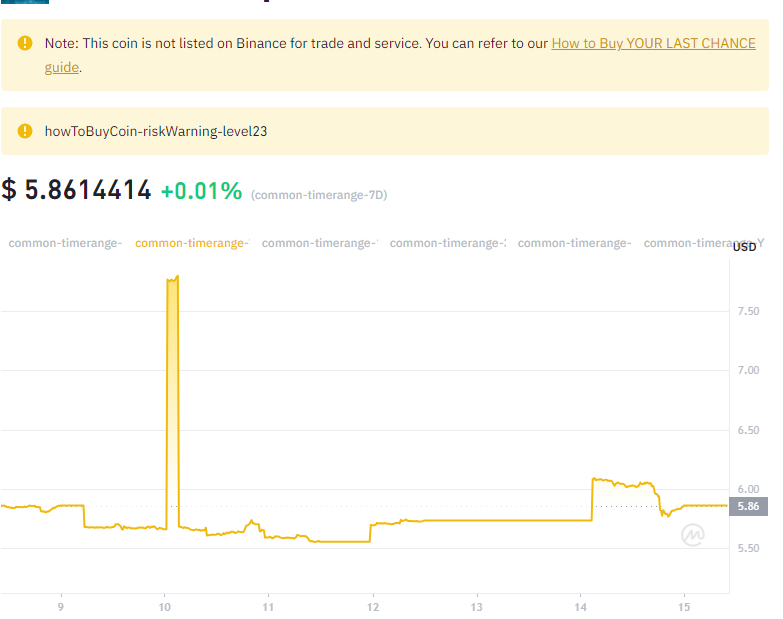 Note: This coin is not listed on Binance for trade and service. You can refer to our How to Buy YOUR LAST CHANCE
guide.
howToBuyCoin-riskWarning-level23
$ 5.8614414 +0.01% (common-timerange-7D)
common-timerange- common-timerange- common-timerange- common-timerange- common-timerange- common-timerange-Y
USD
7.50
7.00
6.50
6.00
5.86
5.50
9 10 11 12 13 14 15